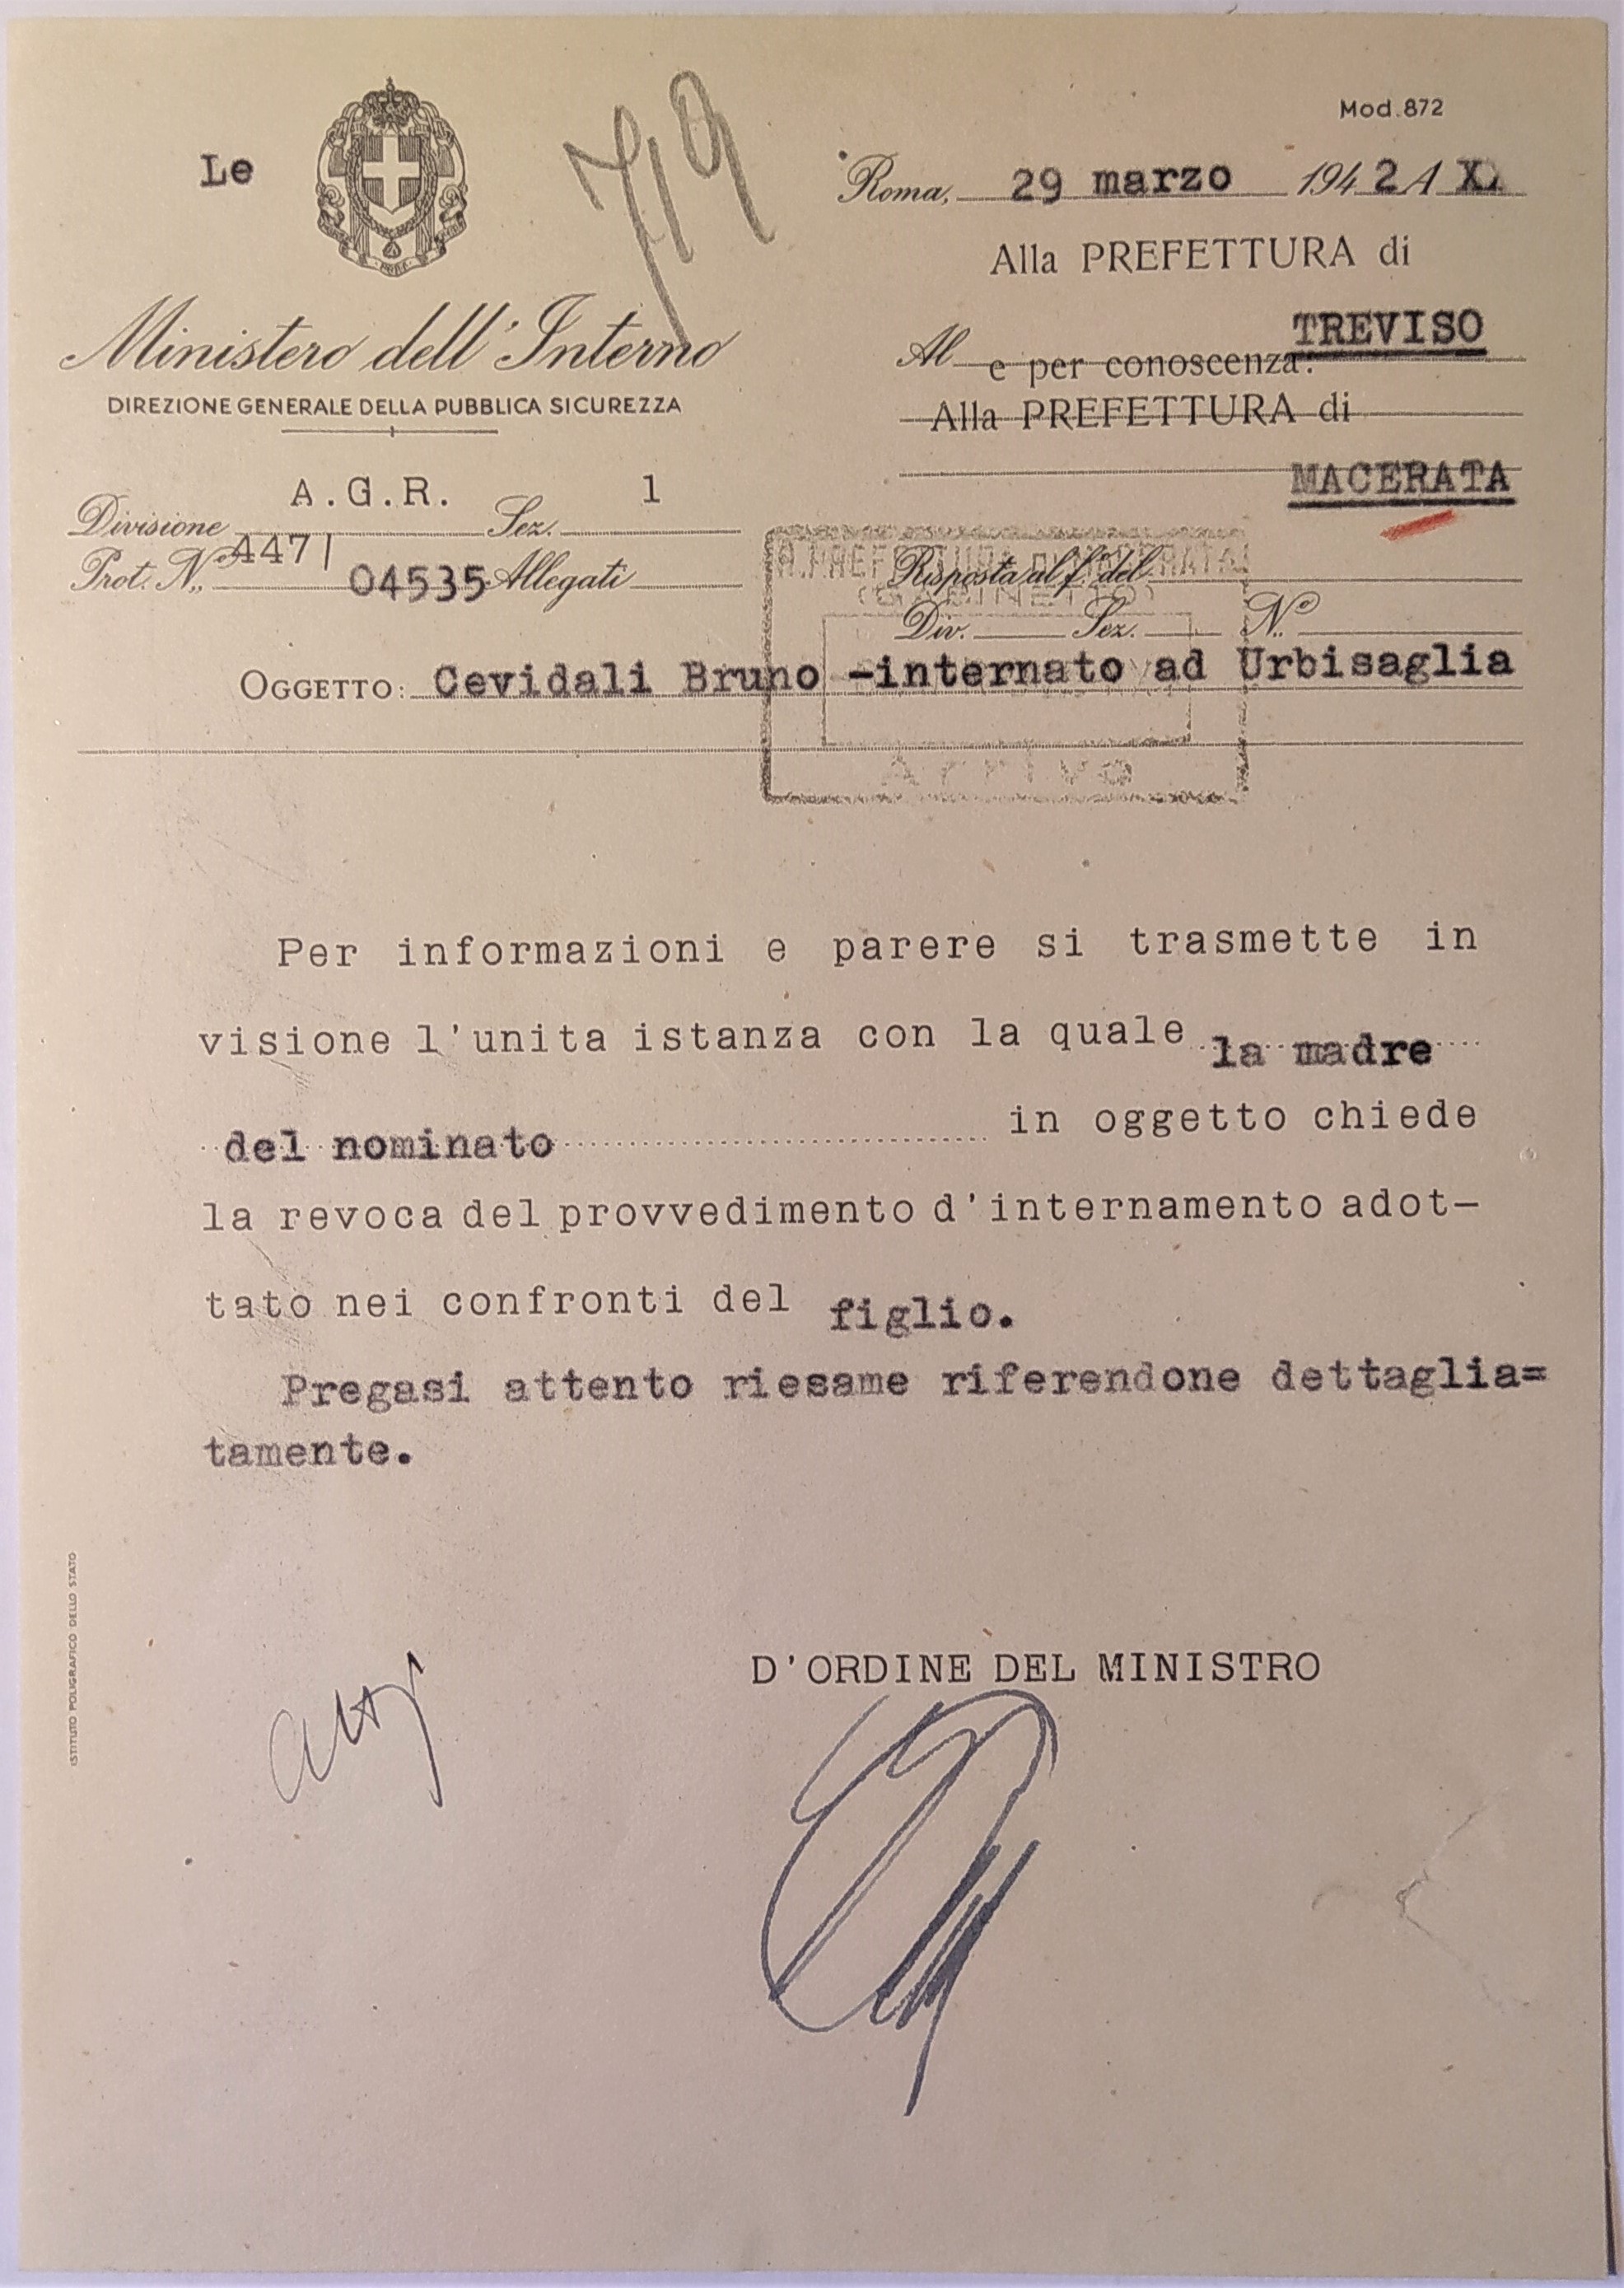 Mod. 872
Le
719
Roma, 29 marzo 1942 A X
Alla PREFETTURA di
TREVISO
Ministero dell'Interno
Al e per conoscenza:
DIREZIONE GENERALE DELLA PUBBLICA SICUREZZA
Alla PREFETTURA di
MACERATA
Divisione A.G.R. Sez. 1
Prot. N.º 447/ 04535 Allegati
R. PREFETTURA DI MACERATA
(GABINETTO)
Arrivo
Risposta al f.º del
Div. Sez. N.º
OGGETTO: Cevidali Bruno -internato ad Urbisaglia
Per informazioni e parere si trasmette in
visione l'unita istanza con la quale la madre
del nominato in oggetto chiede
la revoca del provvedimento d'internamento adot-
tato nei confronti del figlio.
Pregasi attento riesame riferendone dettaglia=
tamente.
D'ORDINE DEL MINISTRO
ISTITUTO POLIGRAFICO DELLO STATO